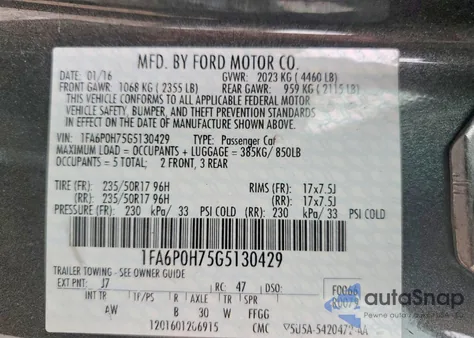 MFD. BY FORD MOTOR CO.
DATE: 01/16 GVWR: 2023 KG ( 4460 LB)
FRONT GAWR: 1068 KG ( 2355 LB) REAR GAWR: 959 KG ( 2115 LB)
THIS VEHICLE CONFORMS TO ALL APPLICABLE FEDERAL MOTOR
VEHICLE SAFETY, BUMPER, AND THEFT PREVENTION STANDARDS
IN EFFECT ON THE DATE OF MANUFACTURE SHOWN ABOVE.
VIN: 1FA6P0H75G5130429 TYPE: Passenger Car
MAXIMUM LOAD = OCCUPANTS + LUGGAGE = 385KG/ 850LB
OCCUPANTS = 5 TOTAL: 2 FRONT, 3 REAR
TIRE (FR): 235/50R17 96H RIMS (FR): 17x7.5J
(RR): 235/50R17 96H (RR): 17x7.5J
PRESSURE (FR): 230 kPa/ 33 PSI COLD (RR): 230 kPa/ 33 PSI COLD
1FA6P0H75G5130429
TRAILER TOWING - SEE OWNER GUIDE
EXT PNT: J7 RC: 47 DSO: F0066
INT TR TP/PS R AXLE TR SPR
AW B 30 W FFGG
CMC
autoSnap
Pewne auto z